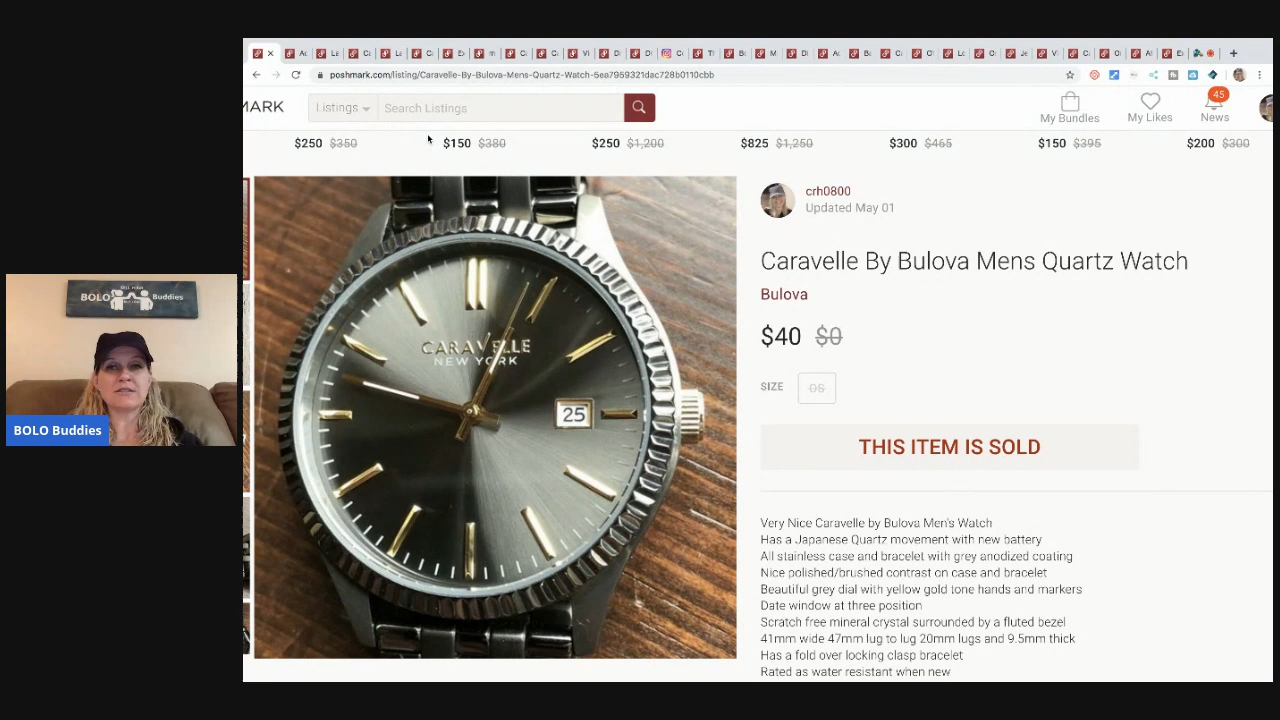 poshmark.com/listing/Caravelle-By-Bulova-Mens-Quartz-Watch-5ea7959321dac728b0110cbb
MARK
Listings
Search Listings
My Bundles
My Likes
45
News
$250 $350
$150 $380
$250 $1,200
$825 $1,250
$300 $465
$150 $395
$200 $300
CARAVELLE
NEW YORK
25
crh0800
Updated May 01
Caravelle By Bulova Mens Quartz Watch
Bulova
$40 $0
SIZE
OS
THIS ITEM IS SOLD
Very Nice Caravelle by Bulova Men's Watch
Has a Japanese Quartz movement with new battery
All stainless case and bracelet with grey anodized coating
Nice polished/brushed contrast on case and bracelet
Beautiful grey dial with yellow gold tone hands and markers
Date window at three position
Scratch free mineral crystal surrounded by a fluted bezel
41mm wide 47mm lug to lug 20mm lugs and 9.5mm thick
Has a fold over locking clasp bracelet
Rated as water resistant when new
BOLO Buddies
BOLO Buddies